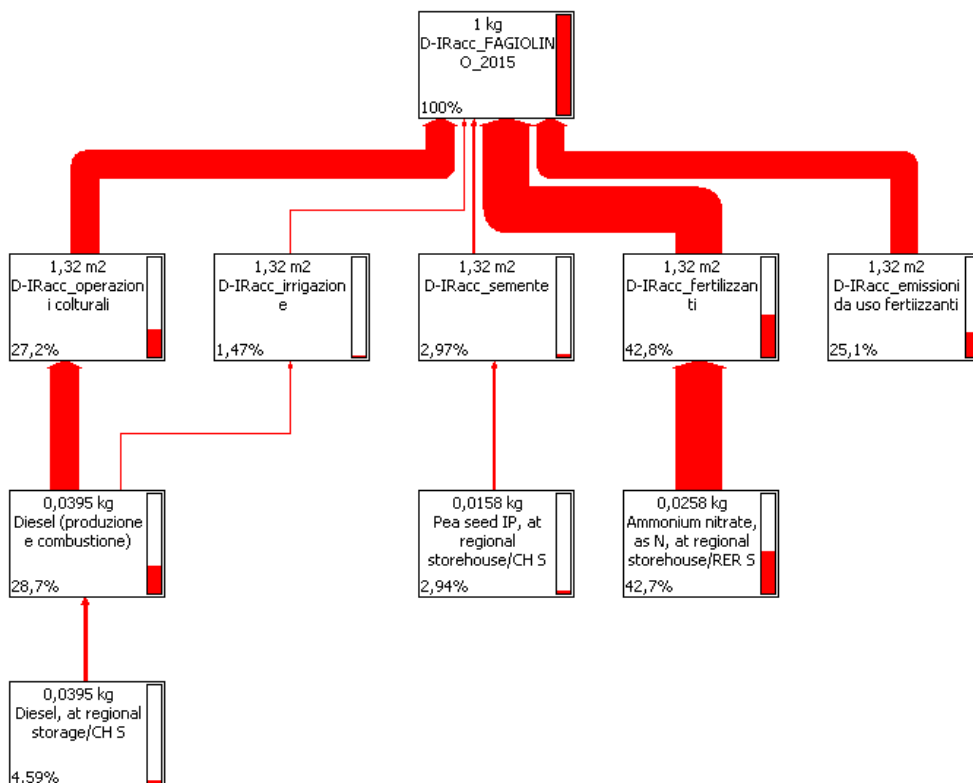 1 kg
D-IRacc_FAGIOLIN
O_2015
100%
1,32 m2
D-IRacc_operazion
i colturali
27,2%
1,32 m2
D-IRacc_irrigazion
e
1,47%
1,32 m2
D-IRacc_semente
2,97%
1,32 m2
D-IRacc_fertilizzan
ti
42,8%
1,32 m2
D-IRacc_emissioni
da uso fertiizzanti
25,1%
0,0395 kg
Diesel (produzione
e combustione)
28,7%
0,0158 kg
Pea seed IP, at
regional
storehouse/CH S
2,94%
0,0258 kg
Ammonium nitrate,
as N, at regional
storehouse/RER S
42,7%
0,0395 kg
Diesel, at regional
storage/CH S
4,59%